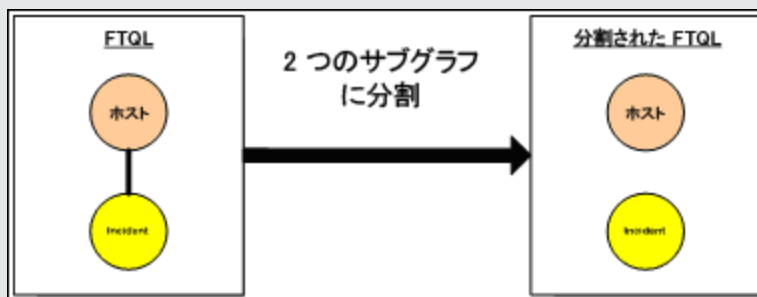 FTQL
ホスト
Incident
2 つのサブグラフ
に分割
分割された FTQL
ホスト
Incident